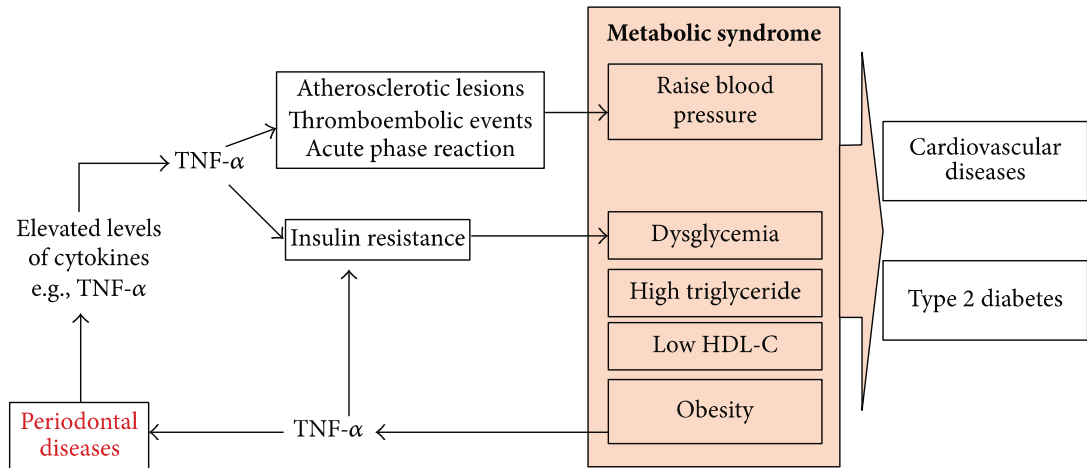 Metabolic syndrome
Atherosclerotic lesions
Thromboembolic events
Acute phase reaction
Raise blood
pressure
TNF-α
Cardiovascular
diseases
Elevated levels
of cytokines
e.g., TNF-α
Insulin resistance
Dysglycemia
High triglyceride
Type 2 diabetes
Low HDL-C
Periodontal
diseases
TNF-α
Obesity